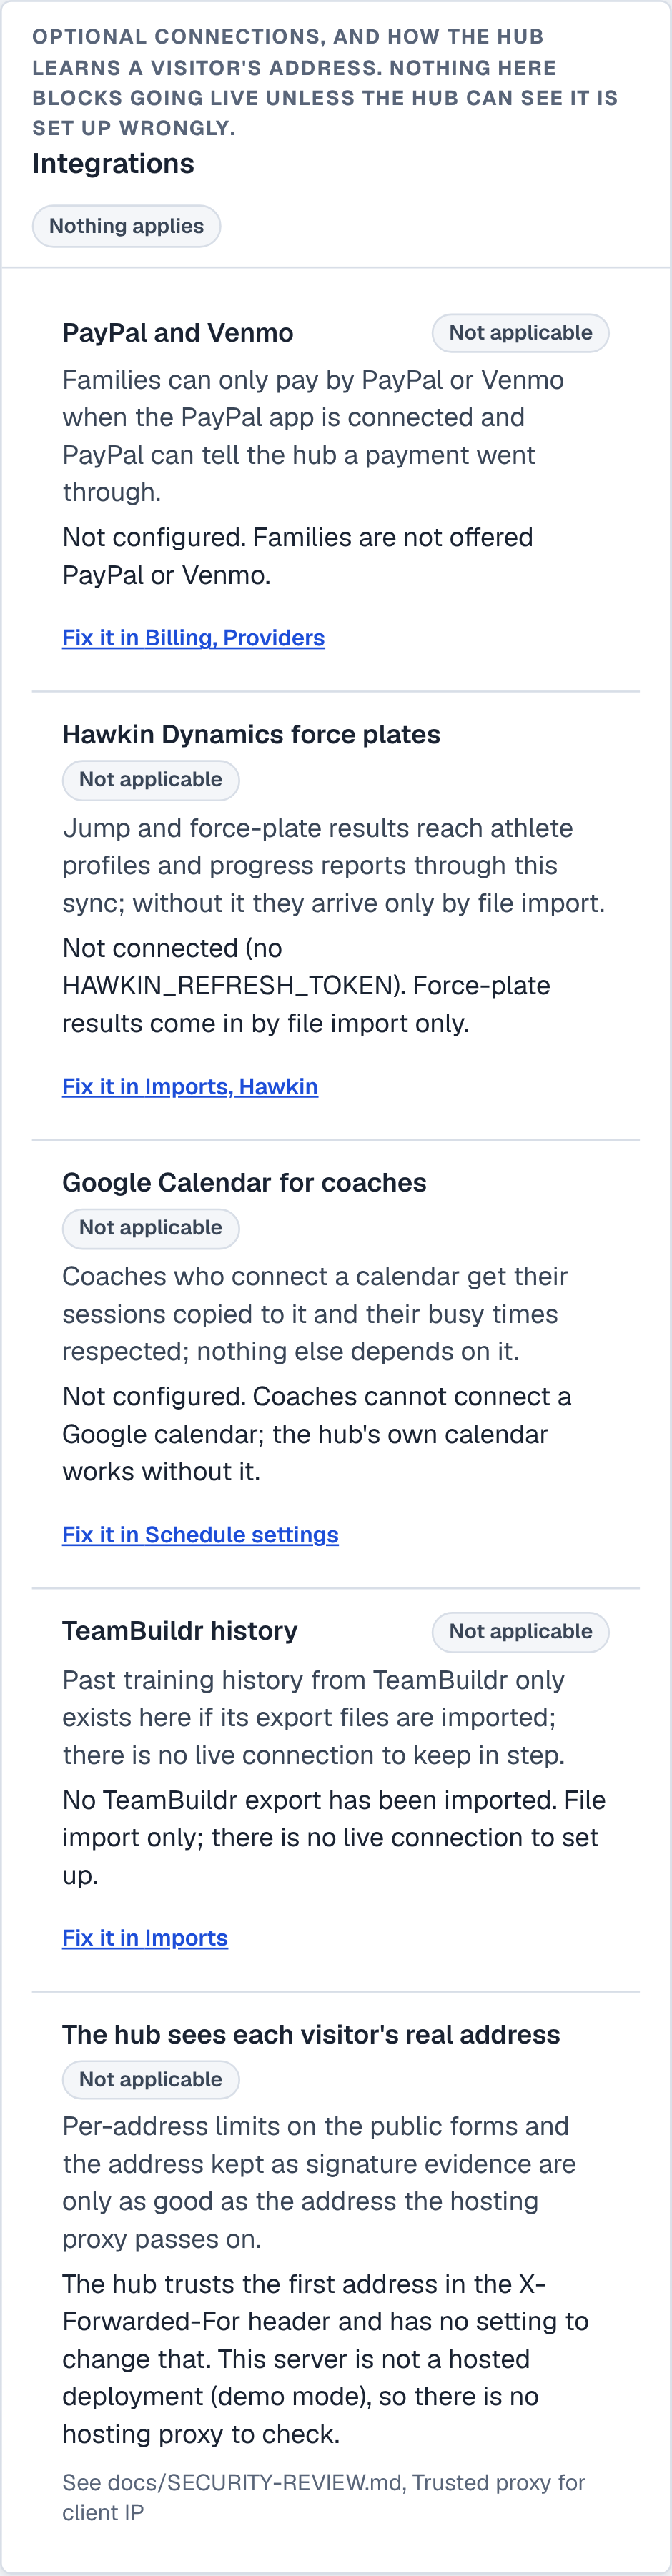 OPTIONAL CONNECTIONS, AND HOW THE HUB
LEARNS A VISITOR'S ADDRESS. NOTHING HERE
BLOCKS GOING LIVE UNLESS THE HUB CAN SEE IT IS
SET UP WRONGLY.
Integrations
Nothing applies
PayPal and Venmo
Not applicable
Families can only pay by PayPal or Venmo
when the PayPal app is connected and
PayPal can tell the hub a payment went
through.
Not configured. Families are not offered
PayPal or Venmo.
Fix it in Billing, Providers
Hawkin Dynamics force plates
Not applicable
Jump and force-plate results reach athlete
profiles and progress reports through this
sync; without it they arrive only by file import.
Not connected (no
HAWKIN_REFRESH_TOKEN). Force-plate
results come in by file import only.
Fix it in Imports, Hawkin
Google Calendar for coaches
Not applicable
Coaches who connect a calendar get their
sessions copied to it and their busy times
respected; nothing else depends on it.
Not configured. Coaches cannot connect a
Google calendar; the hub's own calendar
works without it.
Fix it in Schedule settings
TeamBuildr history
Not applicable
Past training history from TeamBuildr only
exists here if its export files are imported;
there is no live connection to keep in step.
No TeamBuildr export has been imported. File
import only; there is no live connection to set
up.
Fix it in Imports
The hub sees each visitor's real address
Not applicable
Per-address limits on the public forms and
the address kept as signature evidence are
only as good as the address the hosting
proxy passes on.
The hub trusts the first address in the X-
Forwarded-For header and has no setting to
change that. This server is not a hosted
deployment (demo mode), so there is no
hosting proxy to check.
See docs/SECURITY-REVIEW.md, Trusted proxy for
client IP